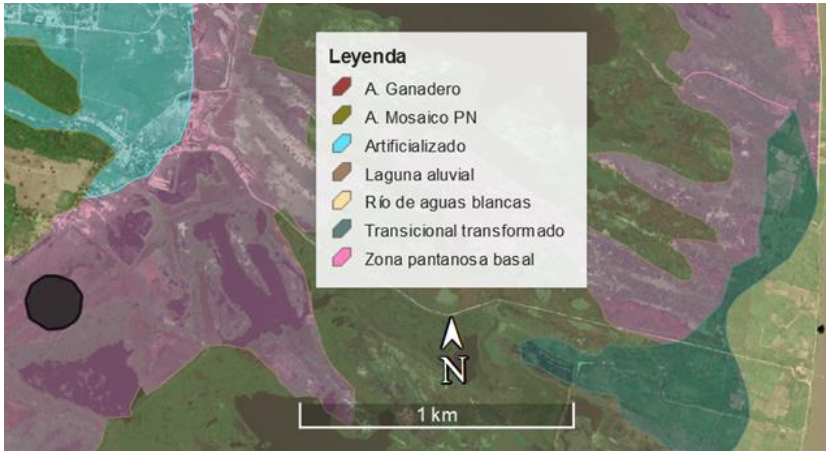 Leyenda
A. Ganadero
A. Mosaico PN
Artificializado
Laguna aluvial
Río de aguas blancas
Transicional transformado
Zona pantanosa basal
N
1 km